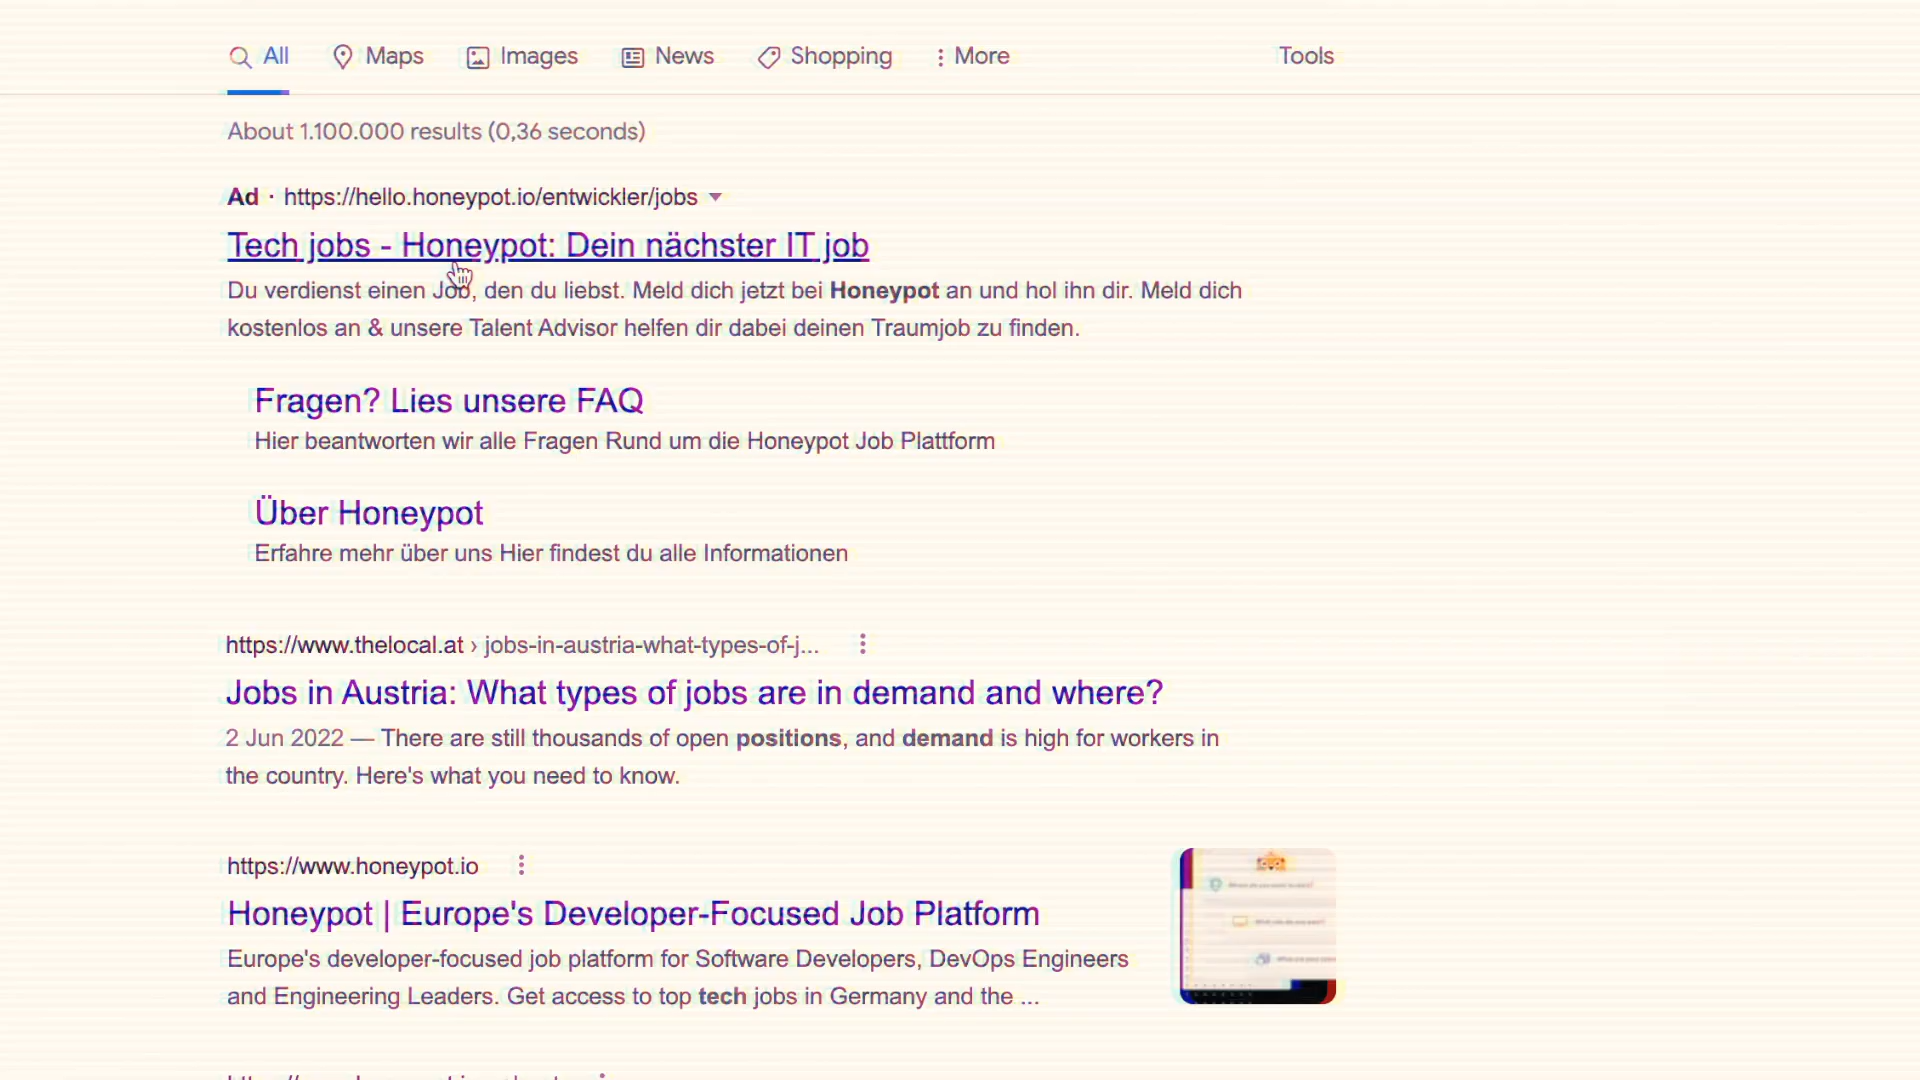 All Maps Images News Shopping More Tools
About 1.100.000 results (0,36 seconds)
Ad · https://hello.honeypot.io/entwickler/jobs
Tech jobs - Honeypot: Dein nächster IT job
Du verdienst einen Job, den du liebst. Meld dich jetzt bei Honeypot an und hol ihn dir. Meld dich
kostenlos an & unsere Talent Advisor helfen dir dabei deinen Traumjob zu finden.
Fragen? Lies unsere FAQ
Hier beantworten wir alle Fragen Rund um die Honeypot Job Plattform
Über Honeypot
Erfahre mehr über uns Hier findest du alle Informationen
https://www.thelocal.at › jobs-in-austria-what-types-of-j...
Jobs in Austria: What types of jobs are in demand and where?
2 Jun 2022 — There are still thousands of open positions, and demand is high for workers in
the country. Here's what you need to know.
https://www.honeypot.io
Honeypot | Europe's Developer-Focused Job Platform
Europe's developer-focused job platform for Software Developers, DevOps Engineers
and Engineering Leaders. Get access to top tech jobs in Germany and the ...